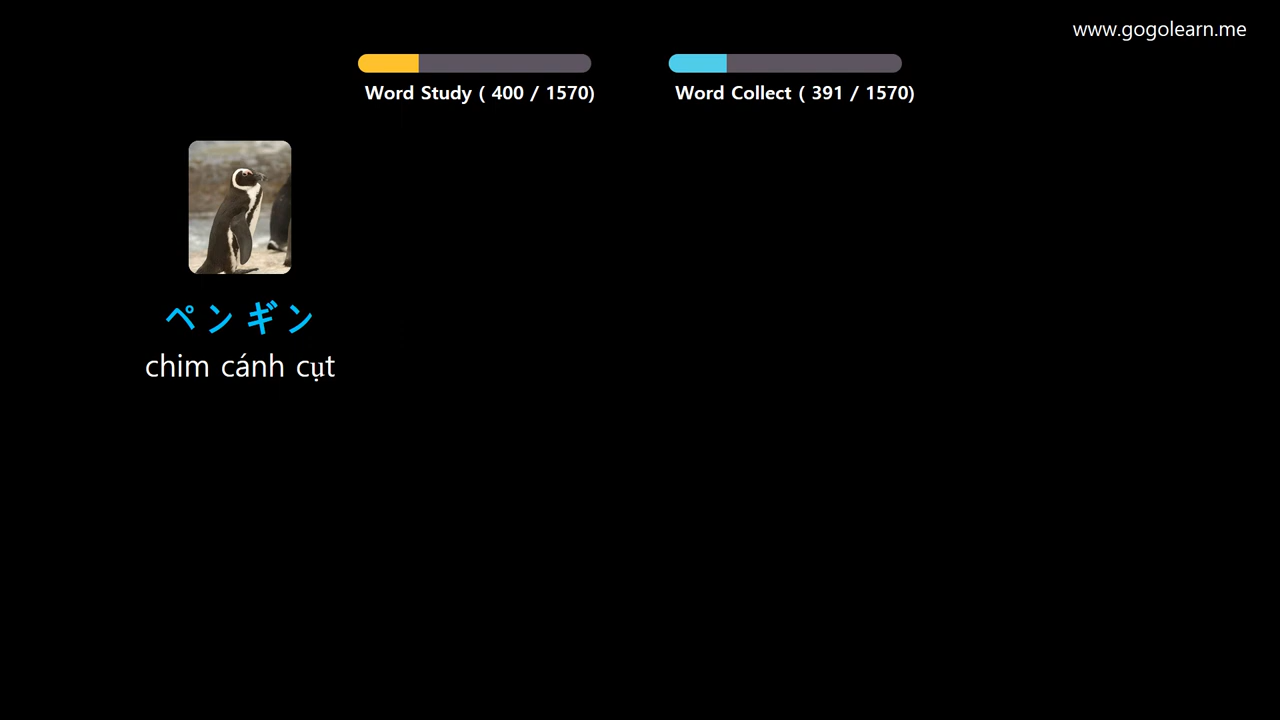 www.gogolearn.me
Word Study ( 400 / 1570)
Word Collect ( 391 / 1570)
ペンギン
chim cánh cụt